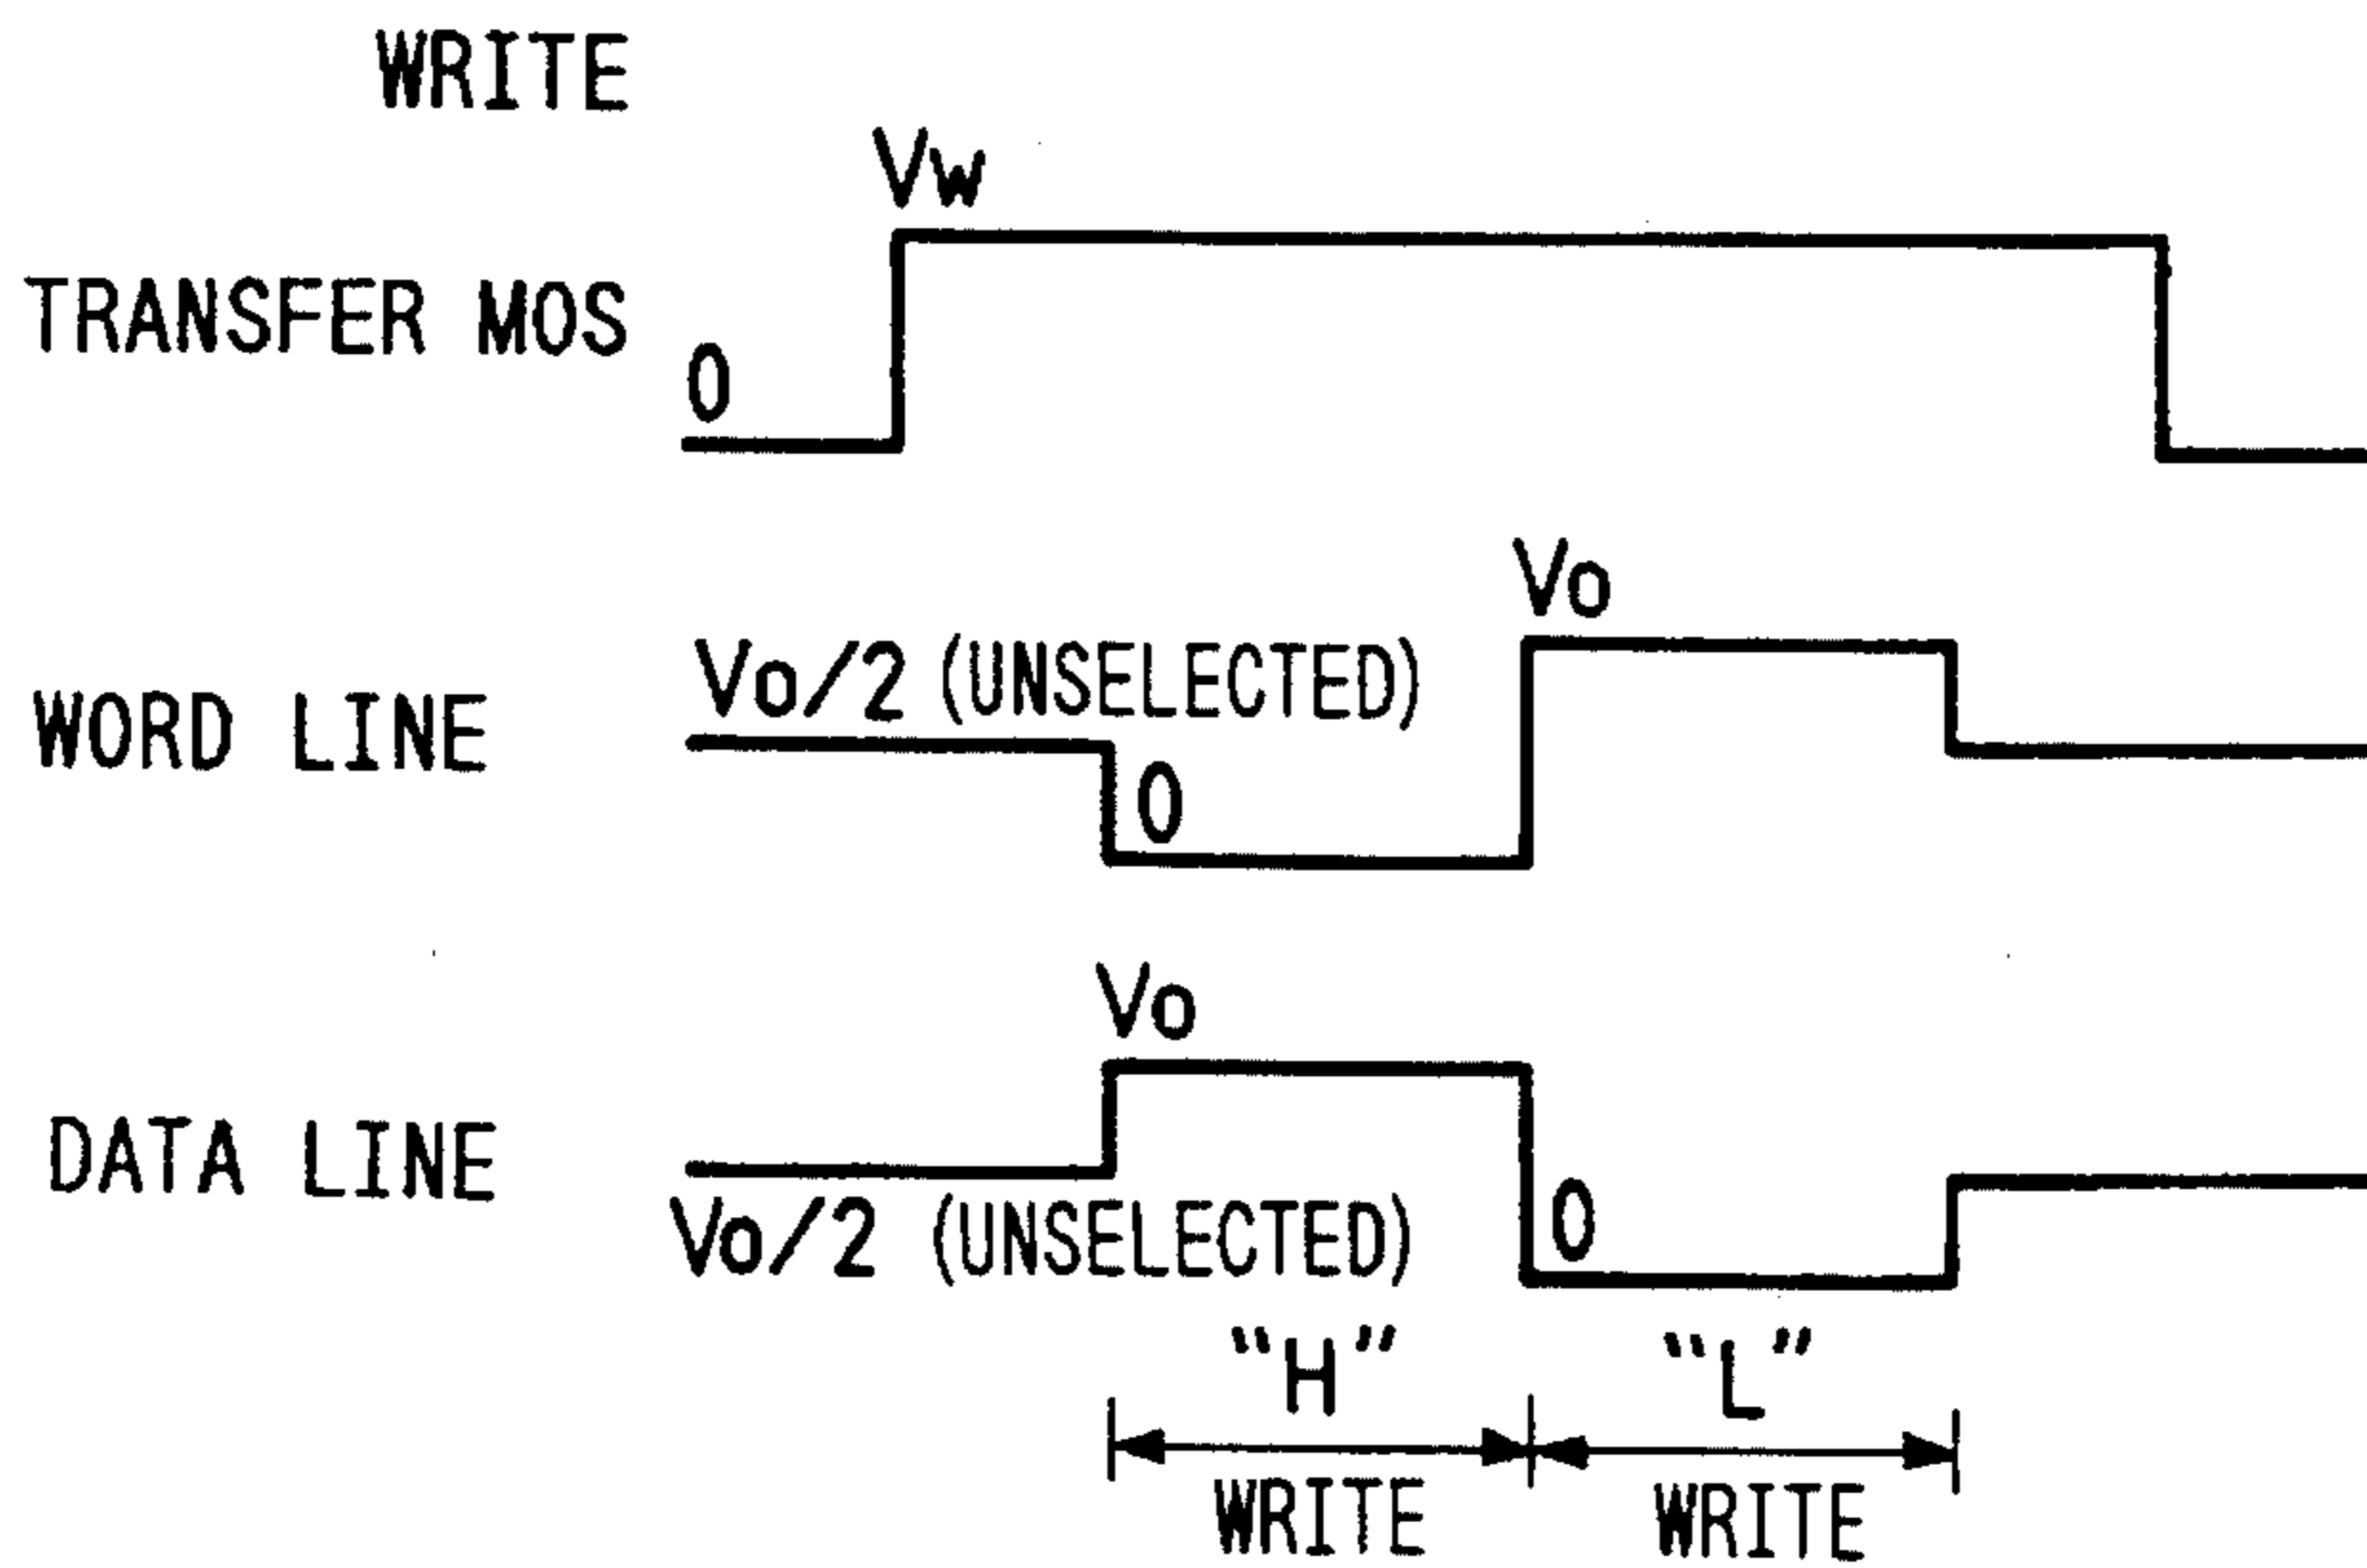 WRITE
Vw
TRANSFER MOS
0
Vo
Vo/2 (UNSELECTED)
WORD LINE
0
Vo
DATA LINE
Vo/2 (UNSELECTED)
0
“H” “L”
WRITE WRITE